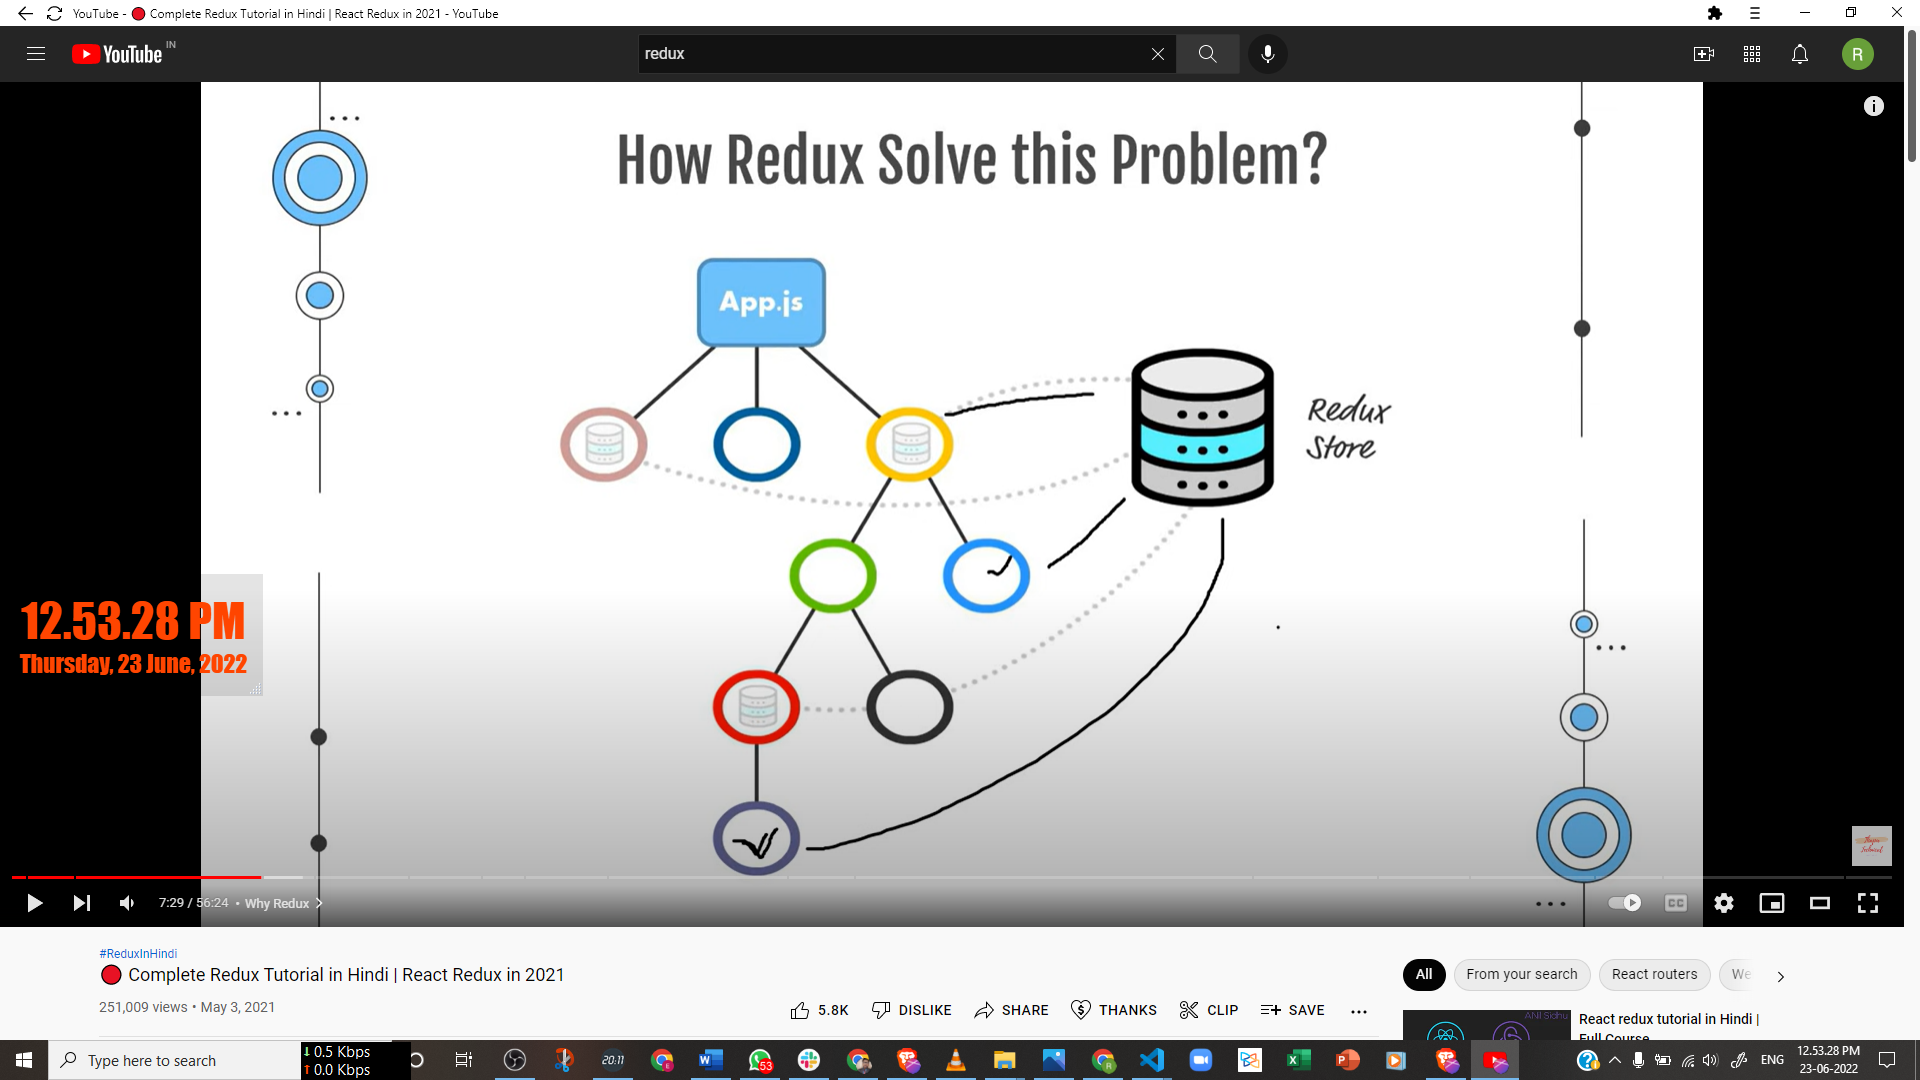 YouTube - 🔴 Complete Redux Tutorial in Hindi | React Redux in 2021 - YouTube
YouTube IN
redux
R
How Redux Solve this Problem?
App.js
Redux
Store
12.53.28 PM
Thursday, 23 June, 2022
7:29 / 56:24 • Why Redux
CC
#ReduxInHindi
🔴 Complete Redux Tutorial in Hindi | React Redux in 2021
251,009 views • May 3, 2021
5.8K
DISLIKE
SHARE
THANKS
CLIP
SAVE
All
From your search
React routers
We
ANIl Sidhu
React redux tutorial in Hindi |
Full Course
Type here to search
0.5 Kbps
0.0 Kbps
20:11
53
ENG
12.53.28 PM
23-06-2022